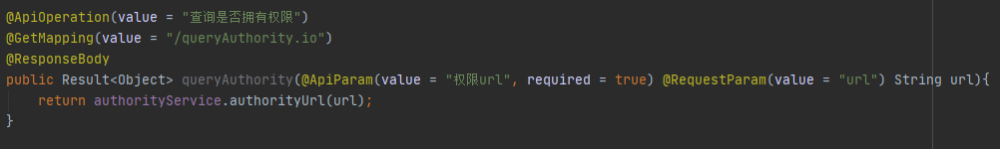 @ApiOperation(value = "查询是否拥有权限")
@GetMapping(value = "/queryAuthority.io")
@ResponseBody
public Result<Object> queryAuthority(@ApiParam(value = "权限url", required = true) @RequestParam(value = "url") String url){
    return authorityService.authorityUrl(url);
}